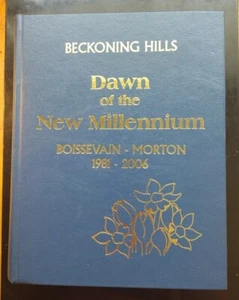 BECKONING HILLS
Dawn
of the
New Millennium
BOISSEVAIN - MORTON
1981 - 2006